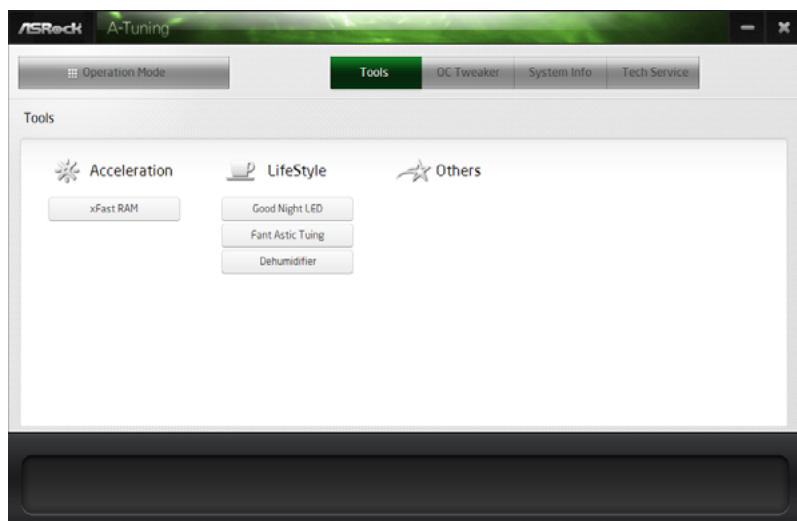 ASRock A-Tuning
Operation Mode Tools OC Tweaker System Info Tech Service
Tools
Acceleration LifeStyle Others
xFast RAM Good Night LED
Fant Astic Tuing
Dehumidifier